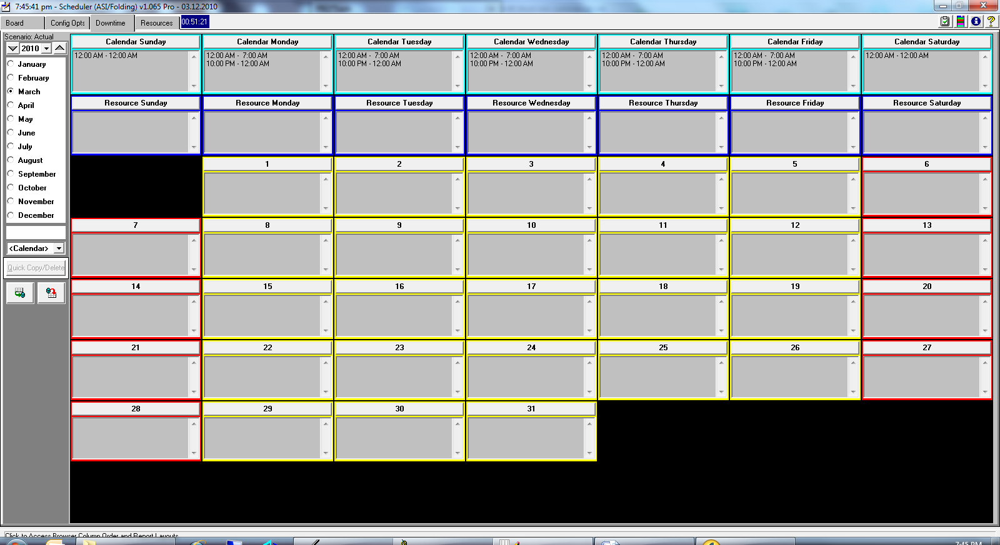 7:45:41 pm - Scheduler (ASI/Folding) v1.065 Pro - 03.12.2010
Board Config Opts Downtime Resources 00:51:21
Scenario: Actual
2010
January
February
March
April
May
June
July
August
September
October
November
December
<Calendar>
Quick Copy/Delete
Calendar Sunday Calendar Monday Calendar Tuesday Calendar Wednesday Calendar Thursday Calendar Friday Calendar Saturday
12:00 AM - 12:00 AM 12:00 AM - 7:00 AM 12:00 AM - 7:00 AM 12:00 AM - 7:00 AM 12:00 AM - 7:00 AM 12:00 AM - 7:00 AM 12:00 AM - 12:00 AM
10:00 PM - 12:00 AM 10:00 PM - 12:00 AM 10:00 PM - 12:00 AM 10:00 PM - 12:00 AM 10:00 PM - 12:00 AM
Resource Sunday Resource Monday Resource Tuesday Resource Wednesday Resource Thursday Resource Friday Resource Saturday
1 2 3 4 5 6
7 8 9 10 11 12 13
14 15 16 17 18 19 20
21 22 23 24 25 26 27
28 29 30 31
Click to Access Browser Column Order and Report Layouts
7:45 PM